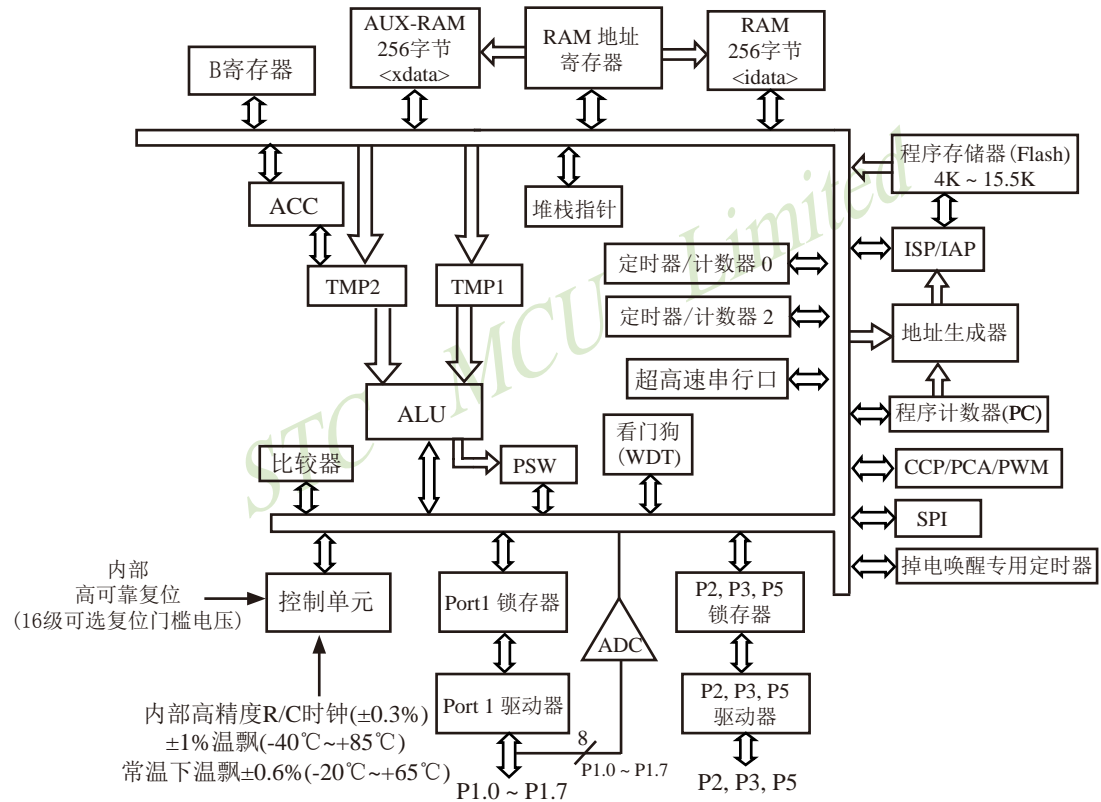 AUX-RAM
256字节
<xdata>
RAM 地址
寄存器
RAM
256字节
<idata>
B寄存器
程序存储器(Flash)
4K ~ 15.5K
ACC
堆栈指针
ISP/IAP
定时器/计数器 0
TMP2
TMP1
定时器/计数器 2
地址生成器
超高速串行口
ALU
程序计数器(PC)
看门狗
(WDT)
比较器
PSW
CCP/PCA/PWM
SPI
STC MCU Limited
内部
高可靠复位
(16级可选复位门槛电压)
控制单元
Port1 锁存器
ADC
P2, P3, P5
锁存器
掉电唤醒专用定时器
内部高精度R/C时钟(±0.3%)
±1%温飘(-40℃~+85℃)
常温下温飘±0.6%(-20℃~+65℃)
Port 1 驱动器
P2, P3, P5
驱动器
8
P1.0 ~ P1.7
P1.0 ~ P1.7
P2, P3, P5